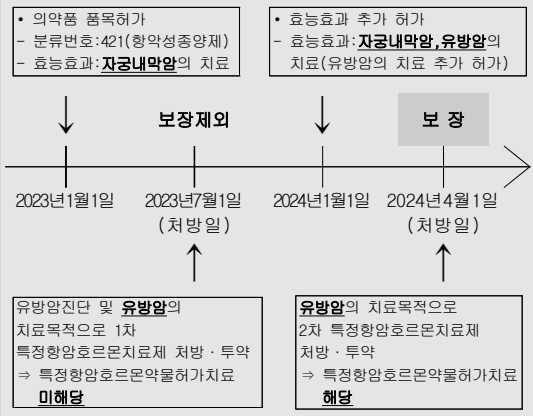 • 의약품 품목허가
- 분류번호:421(항악성종양제)
- 효능효과:자궁내막암의 치료
• 효능효과 추가 허가
- 효능효과:자궁내막암,유방암의
치료(유방암의 치료 추가 허가)
보장제외
보 장
2023년1월1일
2023년7월1일
(처방일)
2024년1월1일
2024년4월1일
(처방일)
유방암진단 및 유방암의
치료목적으로 1차
특정항암호르몬치료제 처방·투약
⇒ 특정항암호르몬약물허가치료
미해당
유방암의 치료목적으로
2차 특정항암호르몬치료제
처방·투약
⇒ 특정항암호르몬약물허가치료
해당